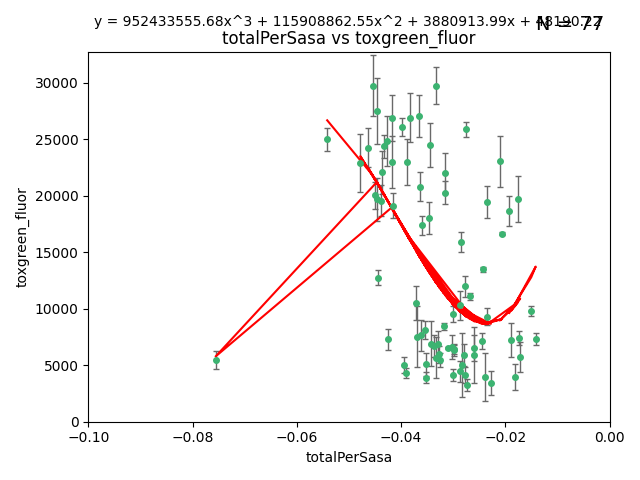 y = 952433555.68x^3 + 115908862.55x^2 + 3880913.99x +
N = 77
totalPerSasa vs toxgreen_fluor
30000
25000
20000
15000
10000
5000
0
toxgreen_fluor
−0.10
−0.08
−0.06
−0.04
−0.02
0.00
totalPerSasa